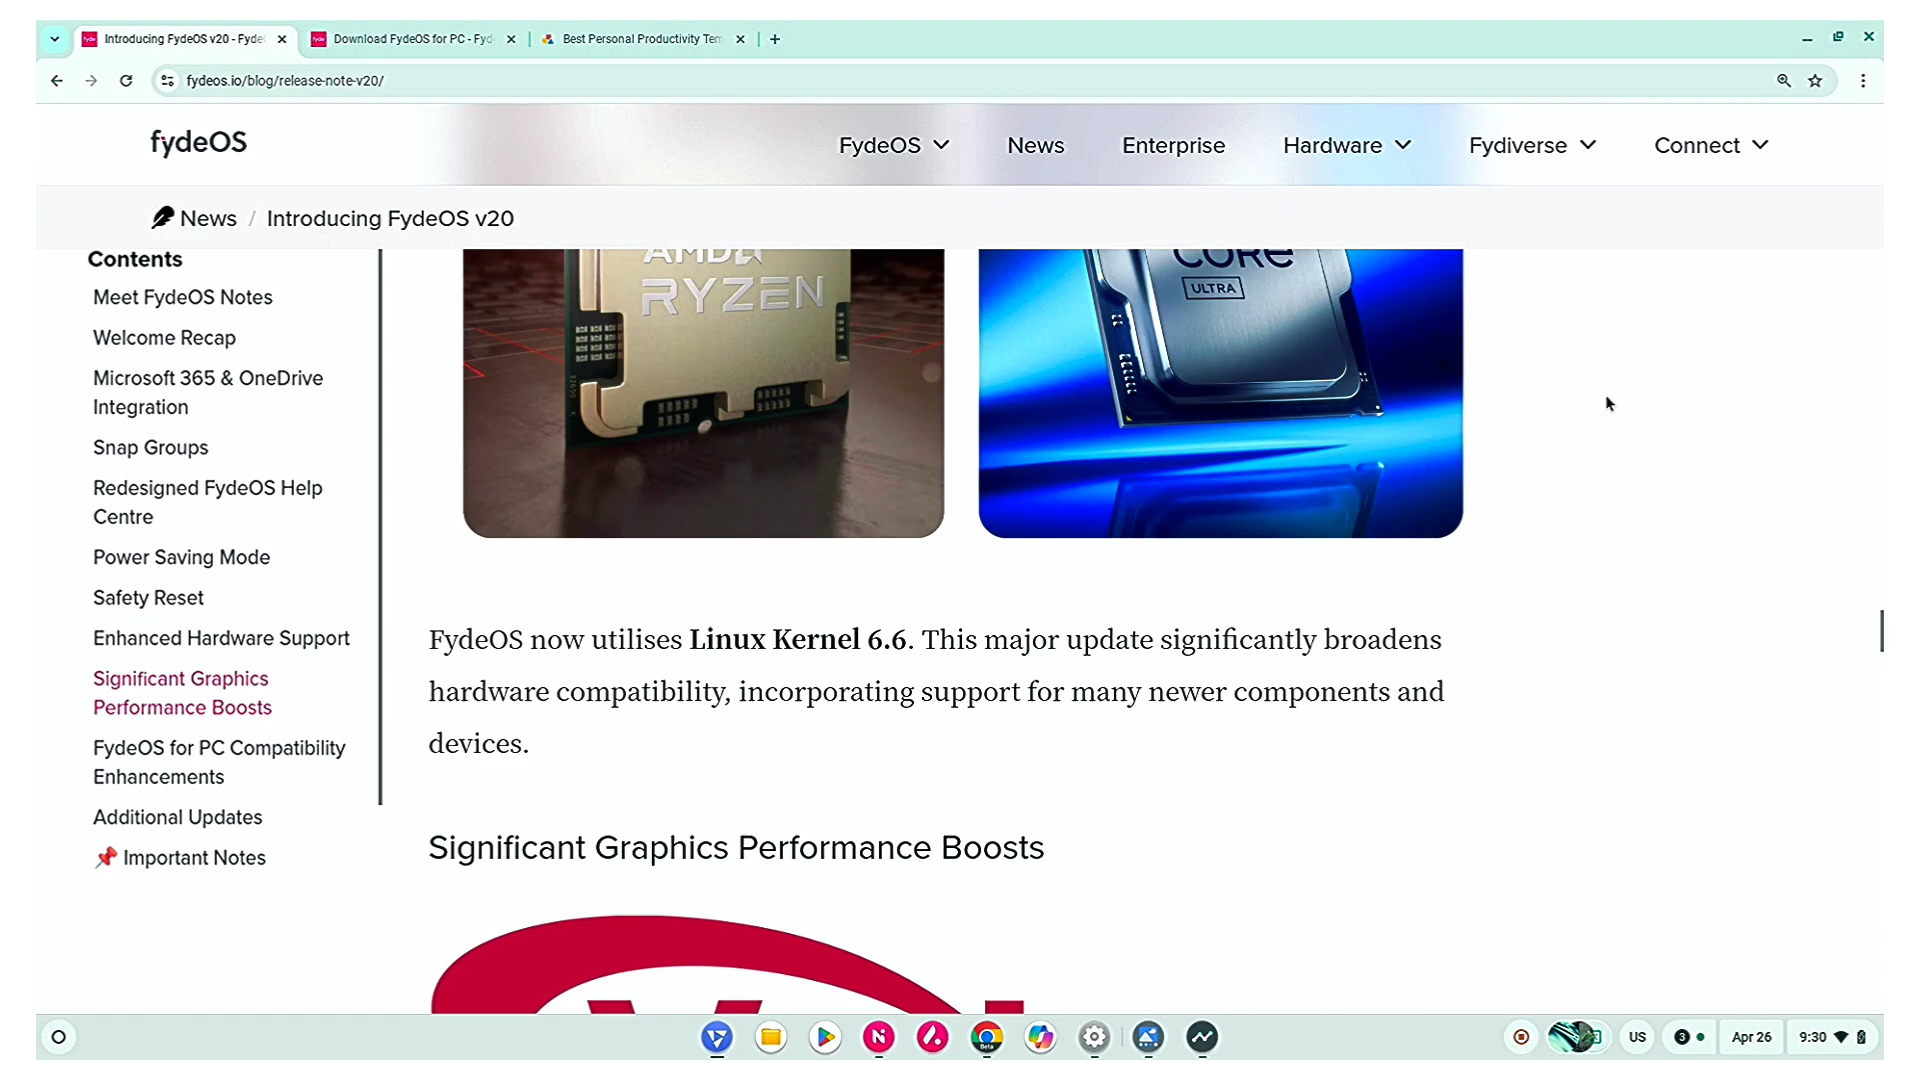 Introducing FydeOS v20 - Fyde
Download FydeOS for PC - Fyd
Best Personal Productivity Tem
fydeos.io/blog/release-note-v20/
fydeOS
FydeOS
News
Enterprise
Hardware
Fydiverse
Connect
News / Introducing FydeOS v20
Contents
Meet FydeOS Notes
Welcome Recap
Microsoft 365 & OneDrive
Integration
Snap Groups
Redesigned FydeOS Help
Centre
Power Saving Mode
Safety Reset
Enhanced Hardware Support
Significant Graphics
Performance Boosts
FydeOS for PC Compatibility
Enhancements
Additional Updates
📌 Important Notes
AMD
RYZEN
CORE
ULTRA
FydeOS now utilises Linux Kernel 6.6. This major update significantly broadens
hardware compatibility, incorporating support for many newer components and
devices.
Significant Graphics Performance Boosts
Beta
US
3
Apr 26
9:30